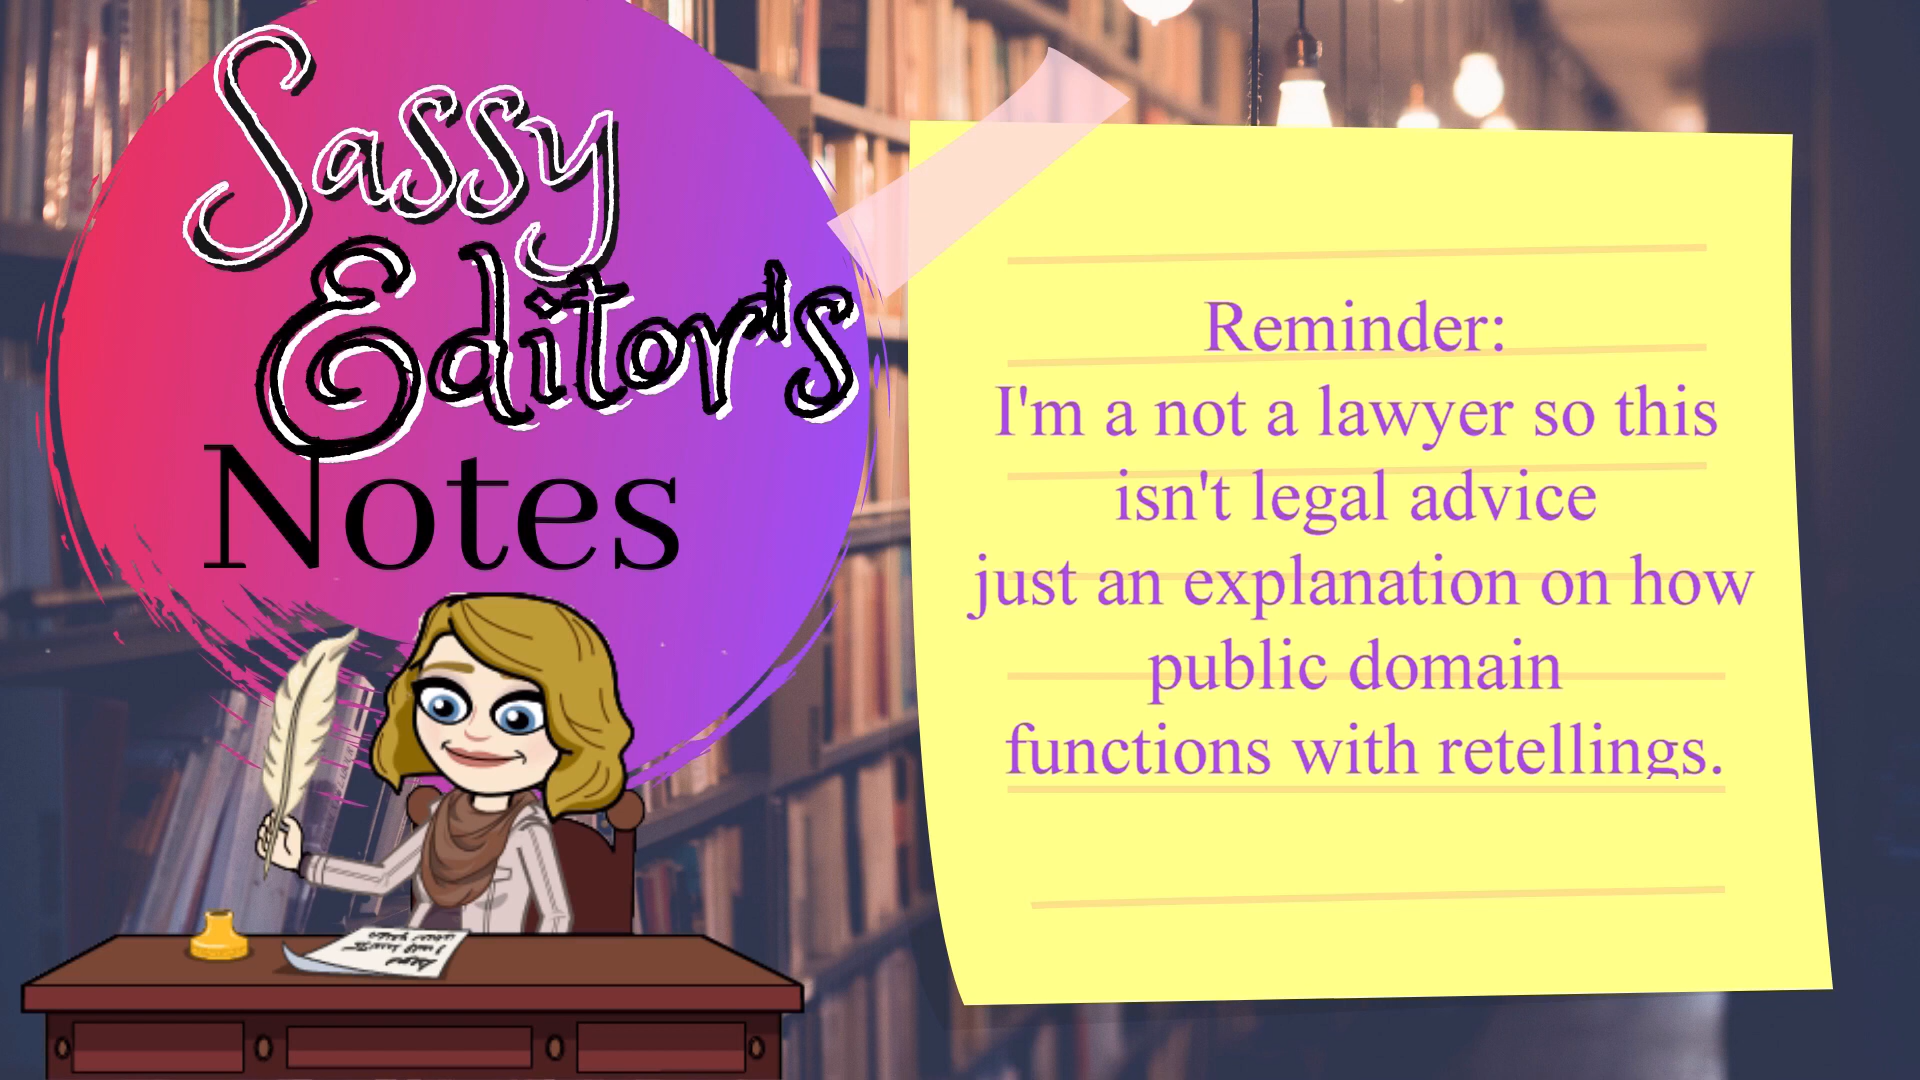 Sassy
Editor's
Notes
Reminder:
I'm a not a lawyer so this
isn't legal advice
just an explanation on how
public domain
functions with retellings.